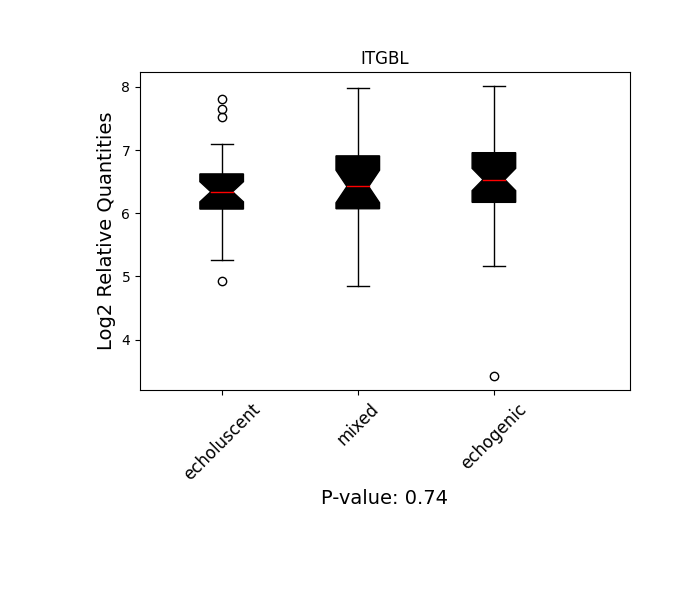 ITGBL
Log2 Relative Quantities
8
7
6
5
4
echoluscent
mixed
echogenic
P-value: 0.74